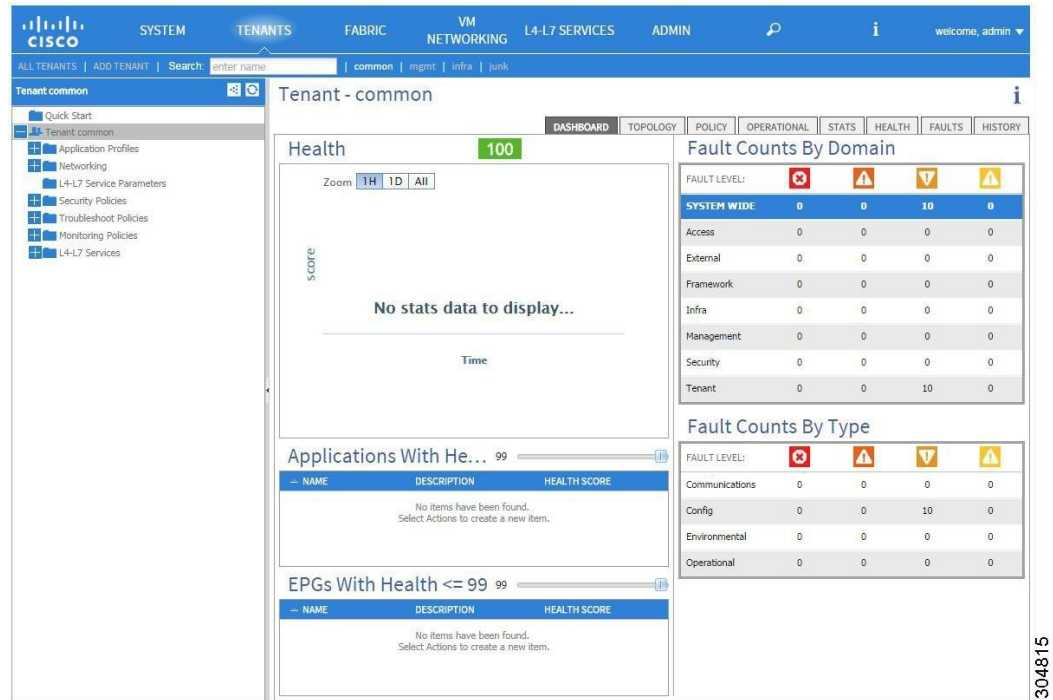 CISCO
SYSTEM
TENANTS
FABRIC
VM
NETWORKING
L4-L7 SERVICES
ADMIN
i
welcome, admin
ALL TENANTS | ADD TENANT | Search: enter name | common | mgmt | infra | junk
Tenant common
Quick Start
Tenant common
Application Profiles
Networking
L4-L7 Service Parameters
Security Policies
Troubleshoot Policies
Monitoring Policies
L4-L7 Services
Tenant - common
i
DASHBOARD TOPOLOGY POLICY OPERATIONAL STATS HEALTH FAULTS HISTORY
Health 100
Zoom 1H 1D All
score
No stats data to display...
Time
Applications With He... 99
NAME DESCRIPTION HEALTH SCORE
No items have been found.
Select Actions to create a new item.
EPGs With Health <= 99 99
NAME DESCRIPTION HEALTH SCORE
No items have been found.
Select Actions to create a new item.
Fault Counts By Domain
FAULT LEVEL:
SYSTEM WIDE 0 0 10 0
Access 0 0 0 0
External 0 0 0 0
Framework 0 0 0 0
Infra 0 0 0 0
Management 0 0 0 0
Security 0 0 0 0
Tenant 0 0 10 0
Fault Counts By Type
FAULT LEVEL:
Communications 0 0 0 0
Config 0 0 10 0
Environmental 0 0 0 0
Operational 0 0 0 0
304815